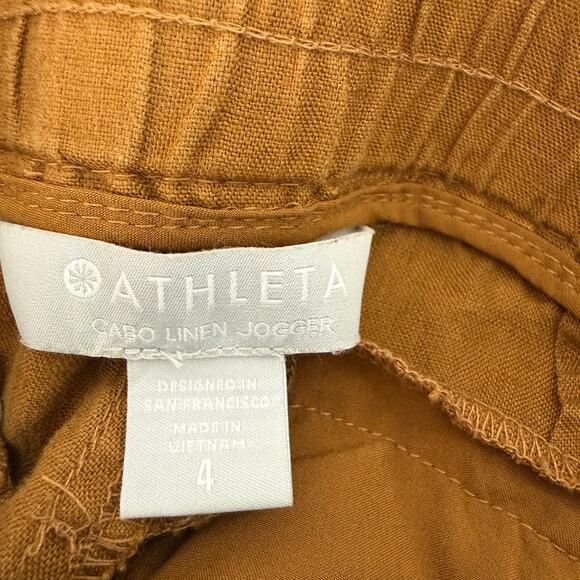 ATHLETA
CABO LINEN JOGGER
DESIGNED IN
SAN FRANCISCO
MADE IN
VIETNAM
4